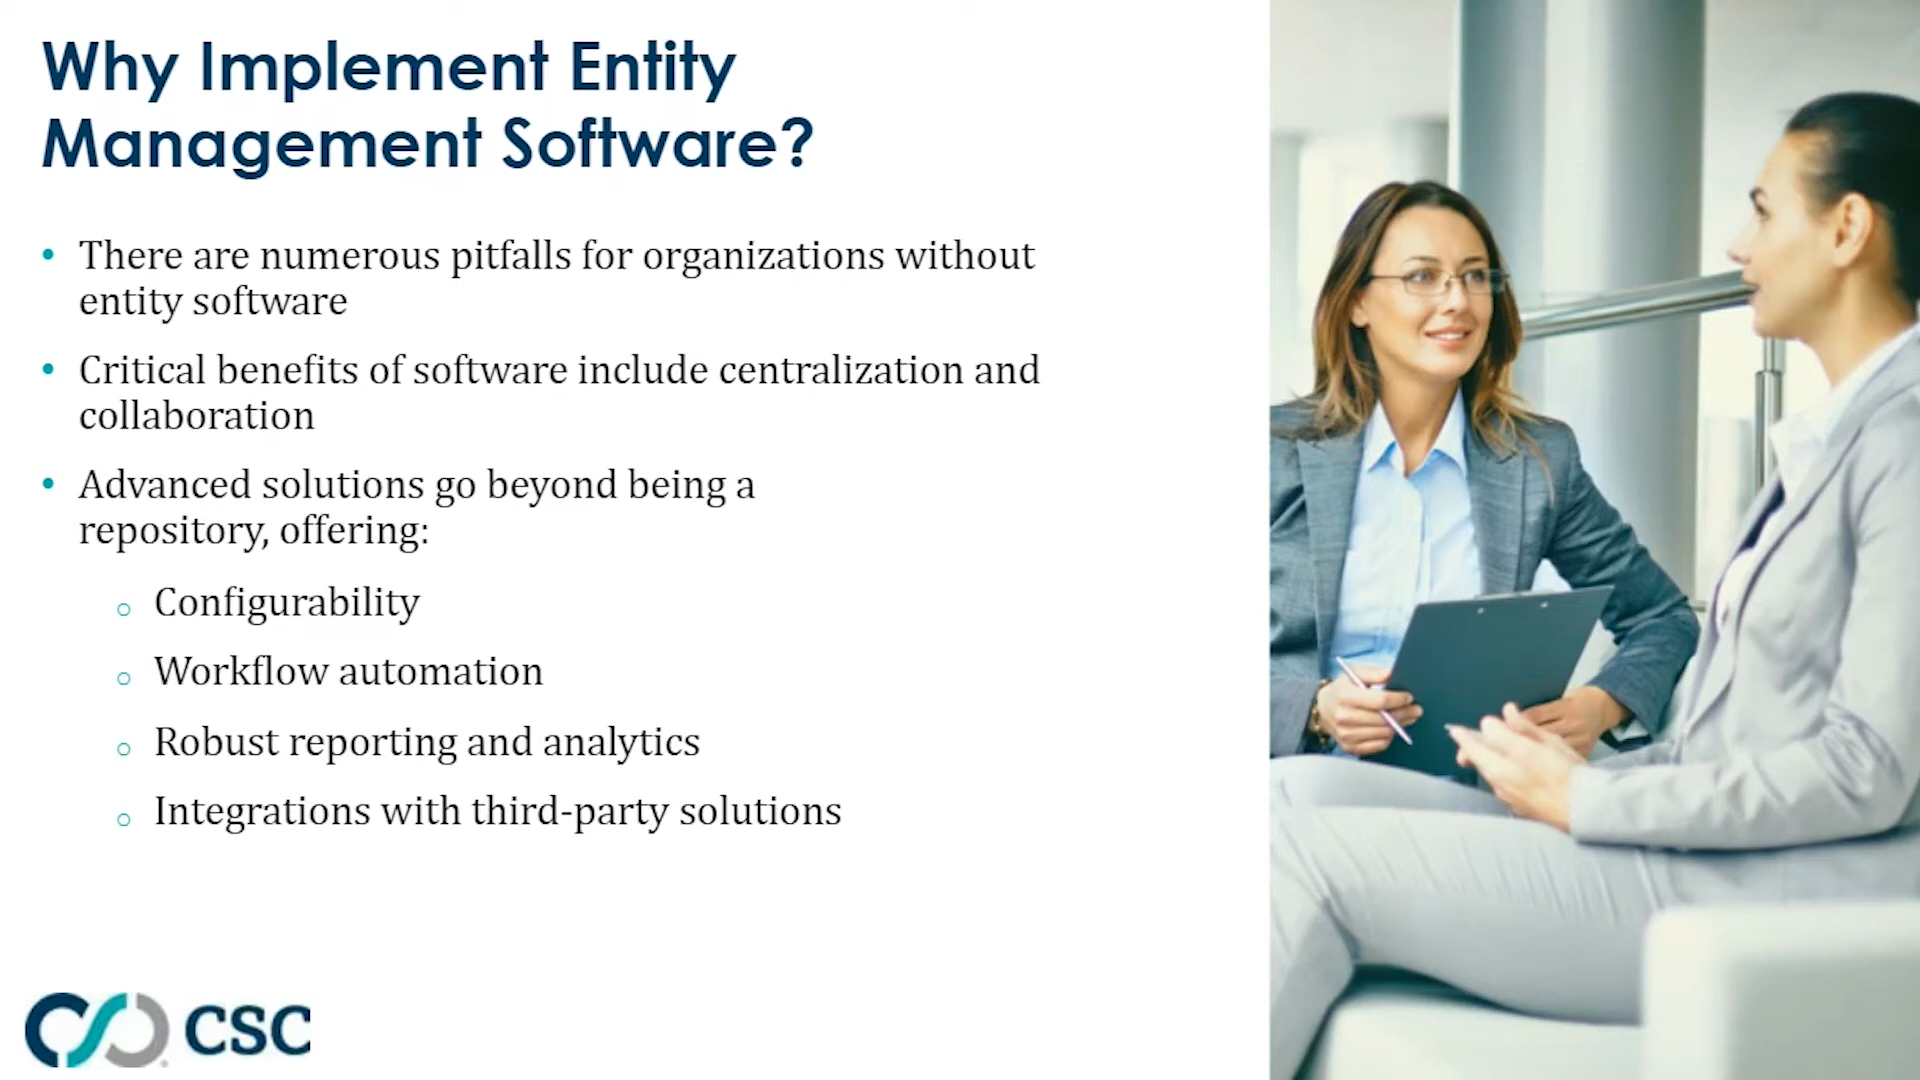 Why Implement Entity
Management Software?
• There are numerous pitfalls for organizations without
entity software
• Critical benefits of software include centralization and
collaboration
• Advanced solutions go beyond being a
repository, offering:
○ Configurability
○ Workflow automation
○ Robust reporting and analytics
○ Integrations with third-party solutions
CSC